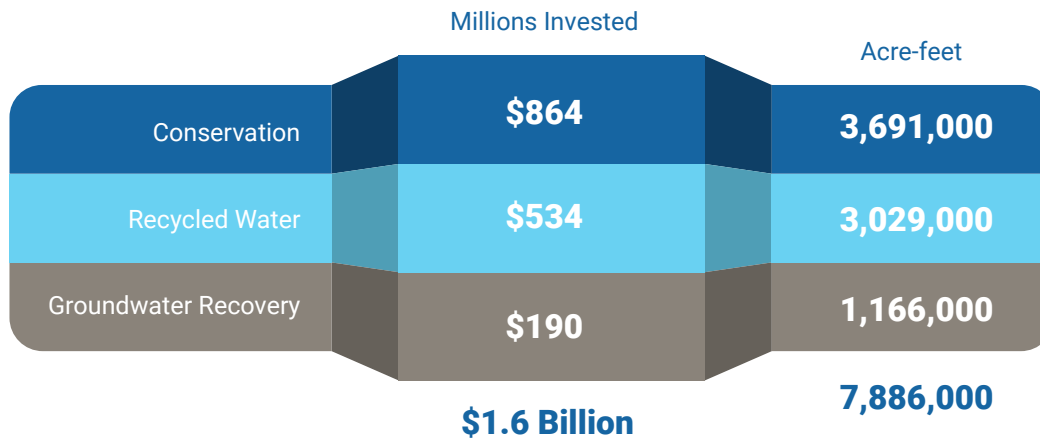 Millions Invested
Acre-feet
Conservation
$864
3,691,000
Recycled Water
$534
3,029,000
Groundwater Recovery
$190
1,166,000
$1.6 Billion
7,886,000